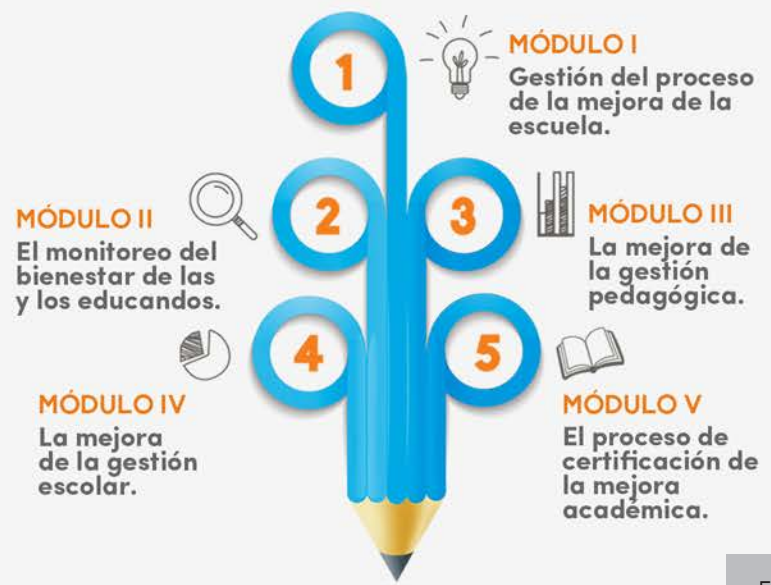 1
MÓDULO I
Gestión del proceso
de la mejora de la
escuela.
2
MÓDULO II
El monitoreo del
bienestar de las
y los educandos.
3
MÓDULO III
La mejora de
la gestión
pedagógica.
4
MÓDULO IV
La mejora
de la gestión
escolar.
5
MÓDULO V
El proceso de
certificación de
la mejora
académica.